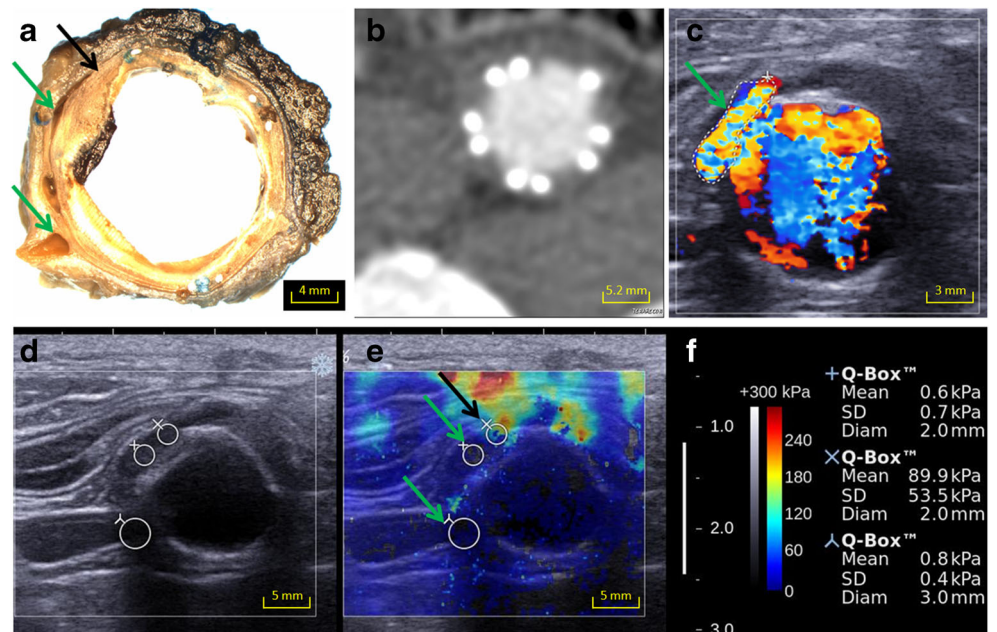 a
4 mm
b
5.2 mm
c
3 mm
d
5 mm
e
5 mm
f
+300 kPa
240
180
120
60
0
1.0
2.0
3.0
+Q-Box™
Mean 0.6 kPa
SD 0.7 kPa
Diam 2.0 mm
Q-Box™
Mean 89.9 kPa
SD 53.5 kPa
Diam 2.0 mm
Q-Box™
Mean 0.8 kPa
SD 0.4 kPa
Diam 3.0 mm